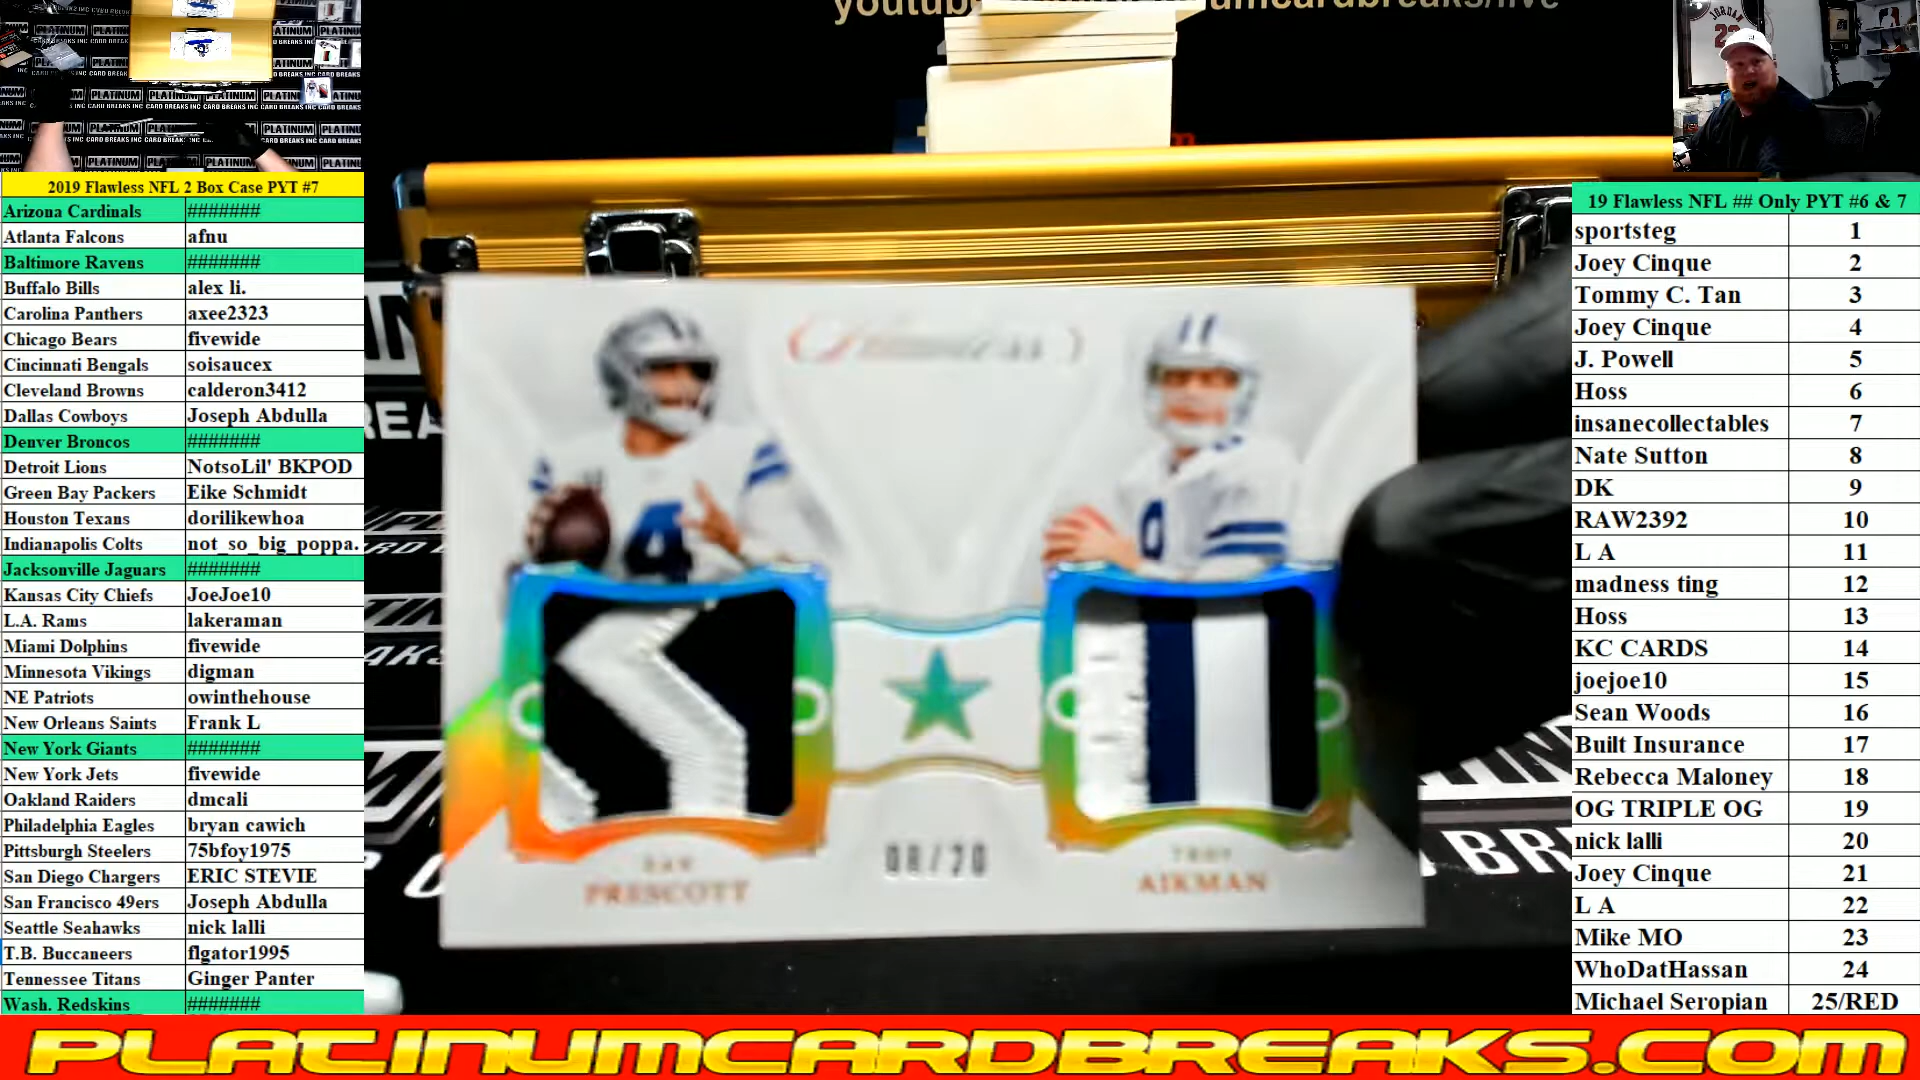 youtub
umcardbreaks/live
2019 Flawless NFL 2 Box Case PYT #7
Arizona Cardinals #######
Atlanta Falcons afnu
Baltimore Ravens #######
Buffalo Bills alex li.
Carolina Panthers axee2323
Chicago Bears fivewide
Cincinnati Bengals soisaucex
Cleveland Browns calderon3412
Dallas Cowboys Joseph Abdulla
Denver Broncos #######
Detroit Lions NotsoLil' BKPOD
Green Bay Packers Eike Schmidt
Houston Texans dorilikewhoa
Indianapolis Colts not_so_big_poppa.
Jacksonville Jaguars #######
Kansas City Chiefs JoeJoe10
L.A. Rams lakeraman
Miami Dolphins fivewide
Minnesota Vikings digman
NE Patriots owinthehouse
New Orleans Saints Frank L
New York Giants #######
New York Jets fivewide
Oakland Raiders dmcali
Philadelphia Eagles bryan cawich
Pittsburgh Steelers 75bfoy1975
San Diego Chargers ERIC STEVIE
San Francisco 49ers Joseph Abdulla
Seattle Seahawks nick lalli
T.B. Buccaneers flgator1995
Tennessee Titans Ginger Panter
Wash. Redskins #######
Flawless
4
DAK
PRESCOTT
08/20
TROY
AIKMAN
19 Flawless NFL ## Only PYT #6 & 7
sportsteg 1
Joey Cinque 2
Tommy C. Tan 3
Joey Cinque 4
J. Powell 5
Hoss 6
insanecollectables 7
Nate Sutton 8
DK 9
RAW2392 10
L A 11
madness ting 12
Hoss 13
KC CARDS 14
joejoe10 15
Sean Woods 16
Built Insurance 17
Rebecca Maloney 18
OG TRIPLE OG 19
nick lalli 20
Joey Cinque 21
L A 22
Mike MO 23
WhoDatHassan 24
Michael Seropian 25/RED
PLATINUMCARDBREAKS.COM